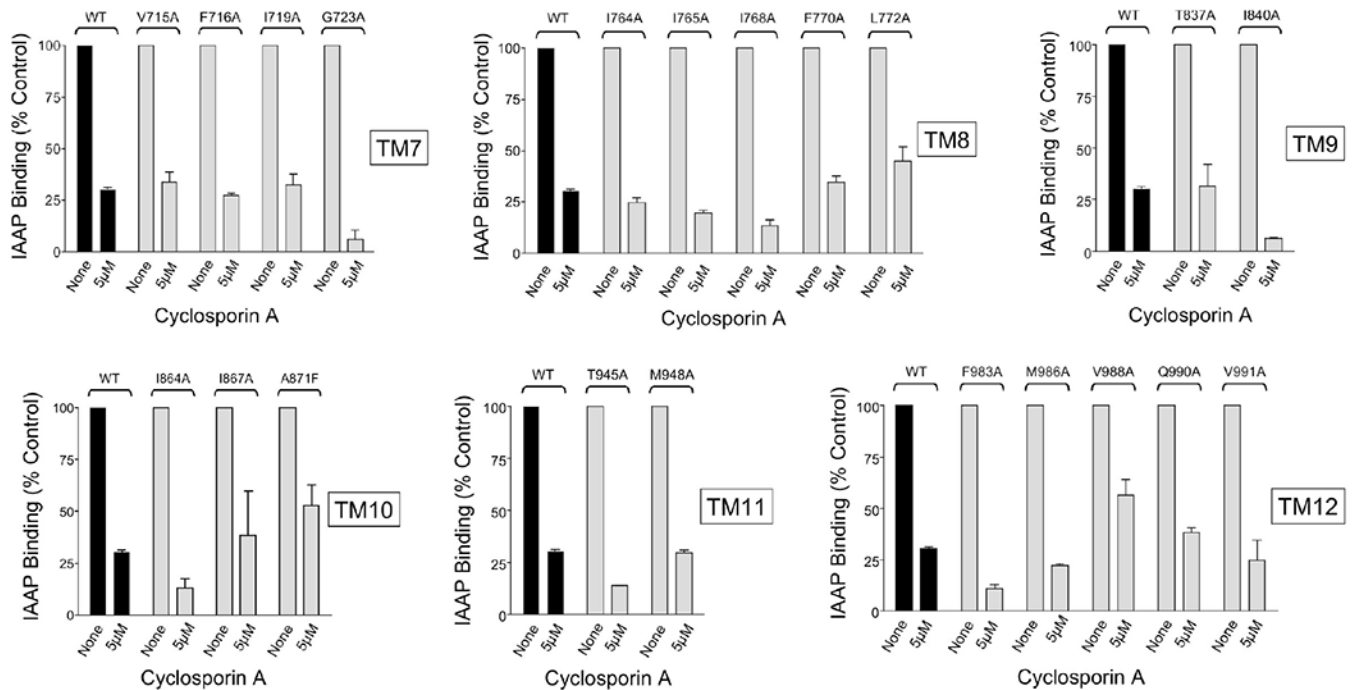 WT V715A F716A I719A G723A
IAAP Binding (% Control)
100
75
50
25
0
None 5µM None 5µM None 5µM None 5µM None 5µM
Cyclosporin A
TM7
WT I764A I765A I768A F770A L772A
IAAP Binding (% Control)
100
75
50
25
0
None 5µM None 5µM None 5µM None 5µM None 5µM None 5µM
Cyclosporin A
TM8
WT T837A I840A
IAAP Binding (% Control)
100
75
50
25
0
None 5µM None 5µM None 5µM
Cyclosporin A
TM9
WT I864A I867A A871F
IAAP Binding (% Control)
100
75
50
25
0
None 5µM None 5µM None 5µM None 5µM
Cyclosporin A
TM10
WT T945A M948A
IAAP Binding (% Control)
100
75
50
25
0
None 5µM None 5µM None 5µM
Cyclosporin A
TM11
WT F983A M986A V988A Q990A V991A
IAAP Binding (% Control)
100
75
50
25
0
None 5µM None 5µM None 5µM None 5µM None 5µM None 5µM
Cyclosporin A
TM12